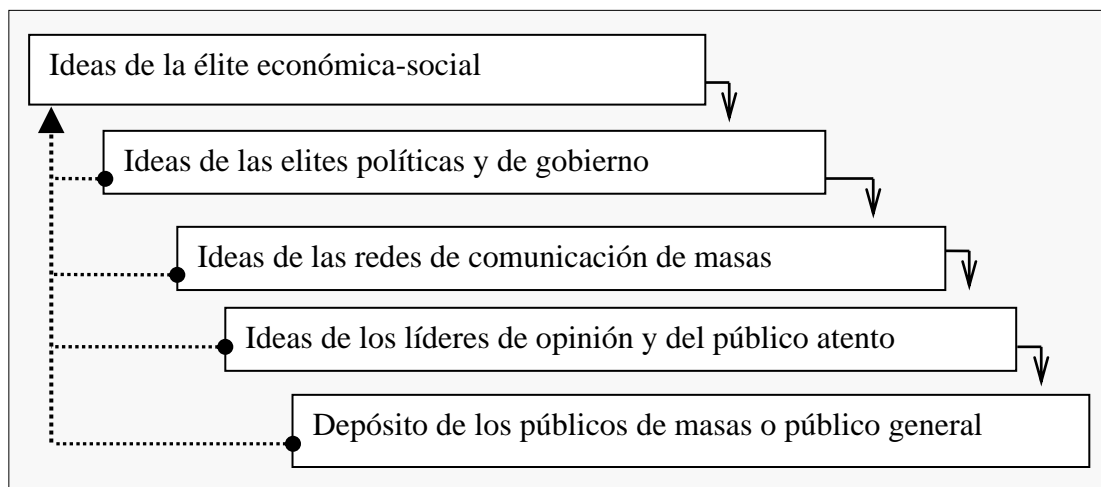 Ideas de la élite económica-social
Ideas de las elites políticas y de gobierno
Ideas de las redes de comunicación de masas
Ideas de los líderes de opinión y del público atento
Depósito de los públicos de masas o público general